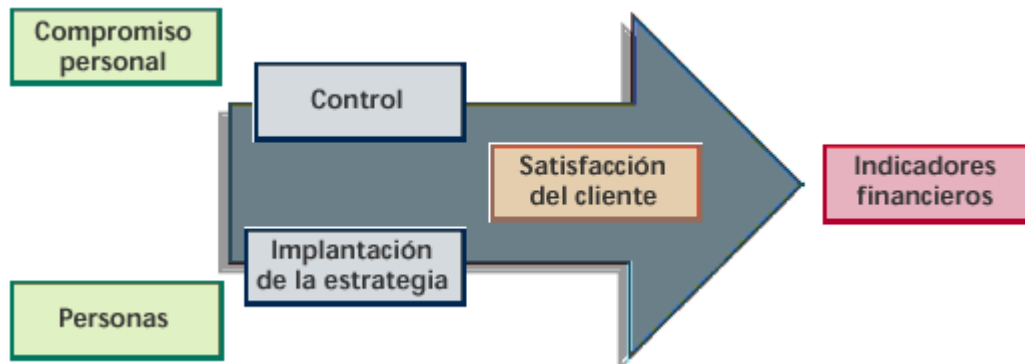 Compromiso
personal
Control
Satisfacción
del cliente
Indicadores
financieros
Implantación
de la estrategia
Personas